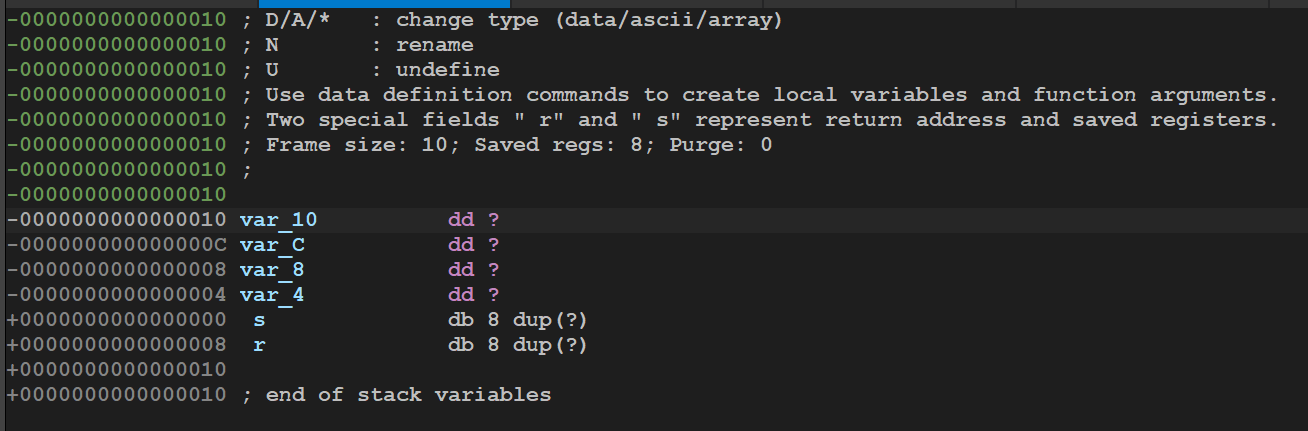 -0000000000000010 ; D/A/*   : change type (data/ascii/array)
-0000000000000010 ; N       : rename
-0000000000000010 ; U       : undefine
-0000000000000010 ; Use data definition commands to create local variables and function arguments.
-0000000000000010 ; Two special fields " r" and " s" represent return address and saved registers.
-0000000000000010 ; Frame size: 10; Saved regs: 8; Purge: 0
-0000000000000010 ;
-0000000000000010
-0000000000000010 var_10          dd ?
-000000000000000C var_C           dd ?
-0000000000000008 var_8           dd ?
-0000000000000004 var_4           dd ?
+0000000000000000  s              db 8 dup(?)
+0000000000000008  r              db 8 dup(?)
+0000000000000010
+0000000000000010 ; end of stack variables